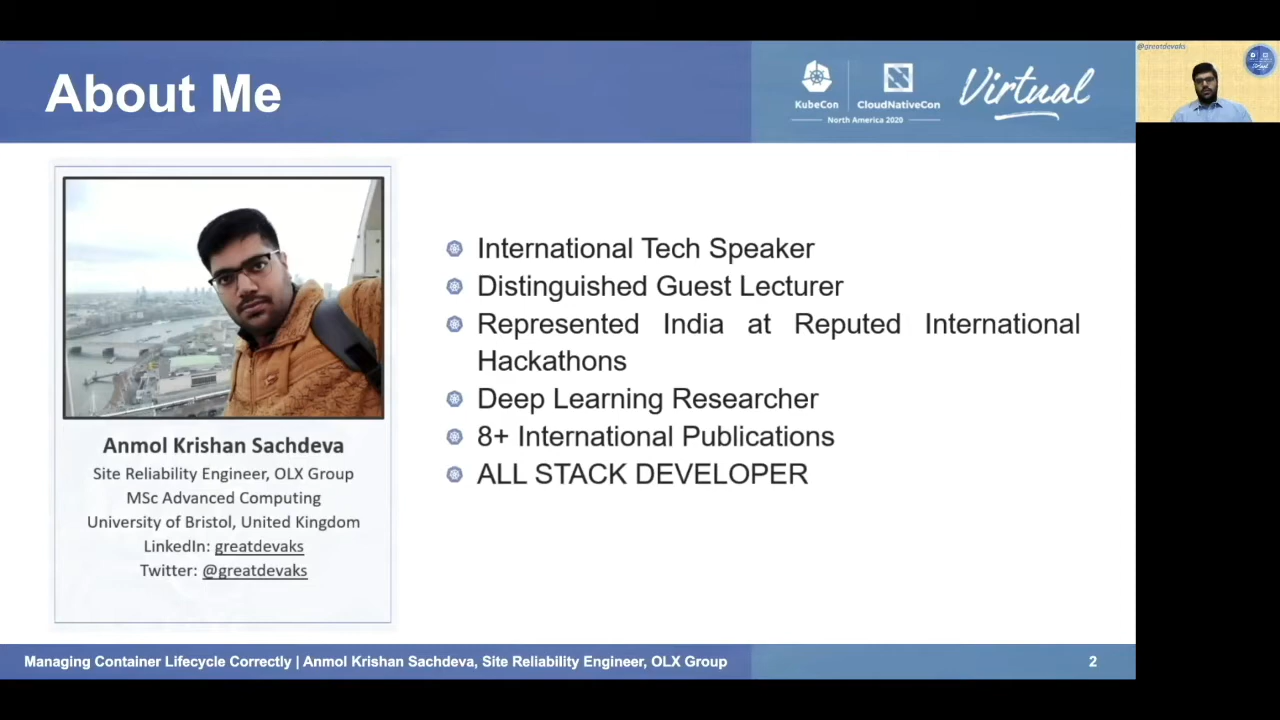 About Me
KubeCon
CloudNativeCon
North America 2020
Virtual
@greatdevaks
International Tech Speaker
Distinguished Guest Lecturer
Represented India at Reputed International
Hackathons
Deep Learning Researcher
8+ International Publications
ALL STACK DEVELOPER
Anmol Krishan Sachdeva
Site Reliability Engineer, OLX Group
MSc Advanced Computing
University of Bristol, United Kingdom
LinkedIn: greatdevaks
Twitter: @greatdevaks
Managing Container Lifecycle Correctly | Anmol Krishan Sachdeva, Site Reliability Engineer, OLX Group
2